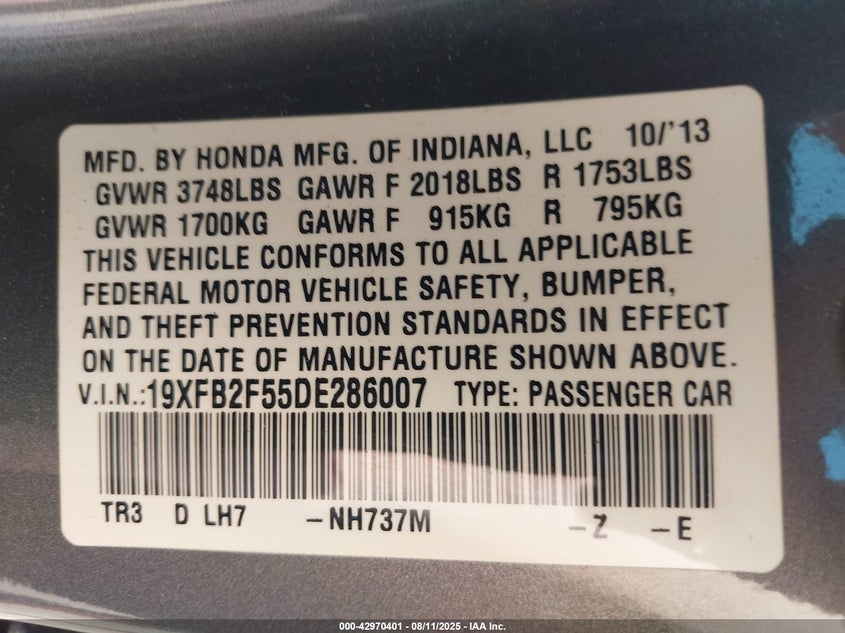 MFD. BY HONDA MFG. OF INDIANA, LLC 10/'13
GVWR 3748LBS GAWR F 2018LBS R 1753LBS
GVWR 1700KG GAWR F 915KG R 795KG
THIS VEHICLE CONFORMS TO ALL APPLICABLE
FEDERAL MOTOR VEHICLE SAFETY, BUMPER,
AND THEFT PREVENTION STANDARDS IN EFFECT
ON THE DATE OF MANUFACTURE SHOWN ABOVE.
V.I.N.:19XFB2F55DE286007 TYPE: PASSENGER CAR
TR3 D LH7 -NH737M -Z -E
000-42970401 - 08/11/2025 - IAA Inc.